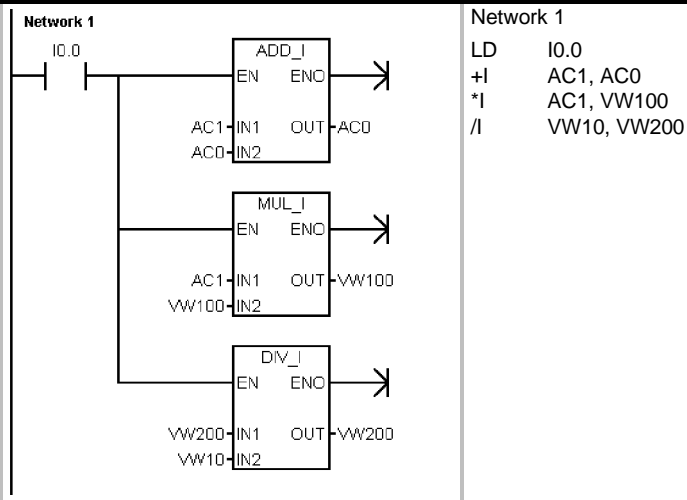 Network 1
I0.0
ADD_I
EN ENO
AC1 IN1 OUT AC0
AC0 IN2
MUL_I
EN ENO
AC1 IN1 OUT VW100
VW100 IN2
DIV_I
EN ENO
VW200 IN1 OUT VW200
VW10 IN2
Network 1
LD I0.0
+I AC1, AC0
*I AC1, VW100
/I VW10, VW200